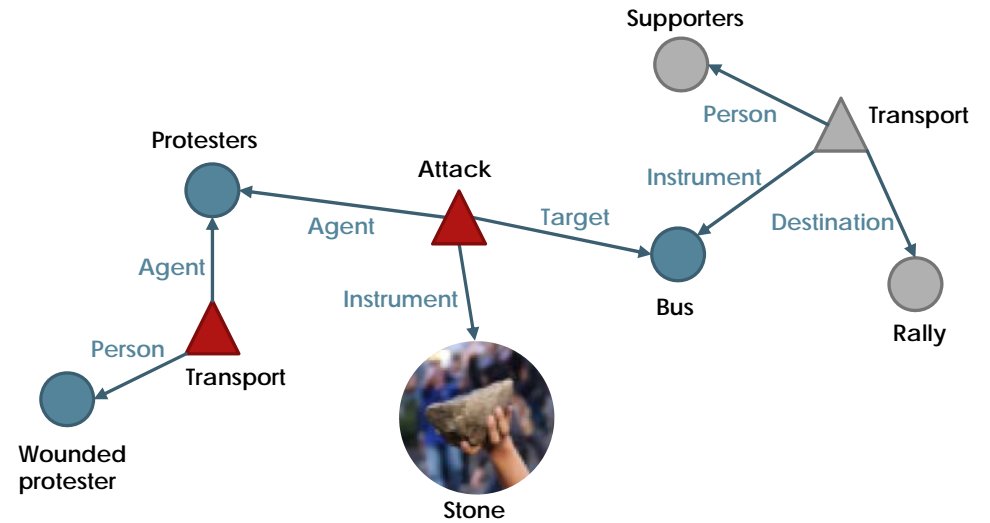 Supporters
Person
Transport
Protesters
Attack
Instrument
Agent
Target
Destination
Agent
Instrument
Bus
Rally
Person
Transport
Wounded
protester
Stone